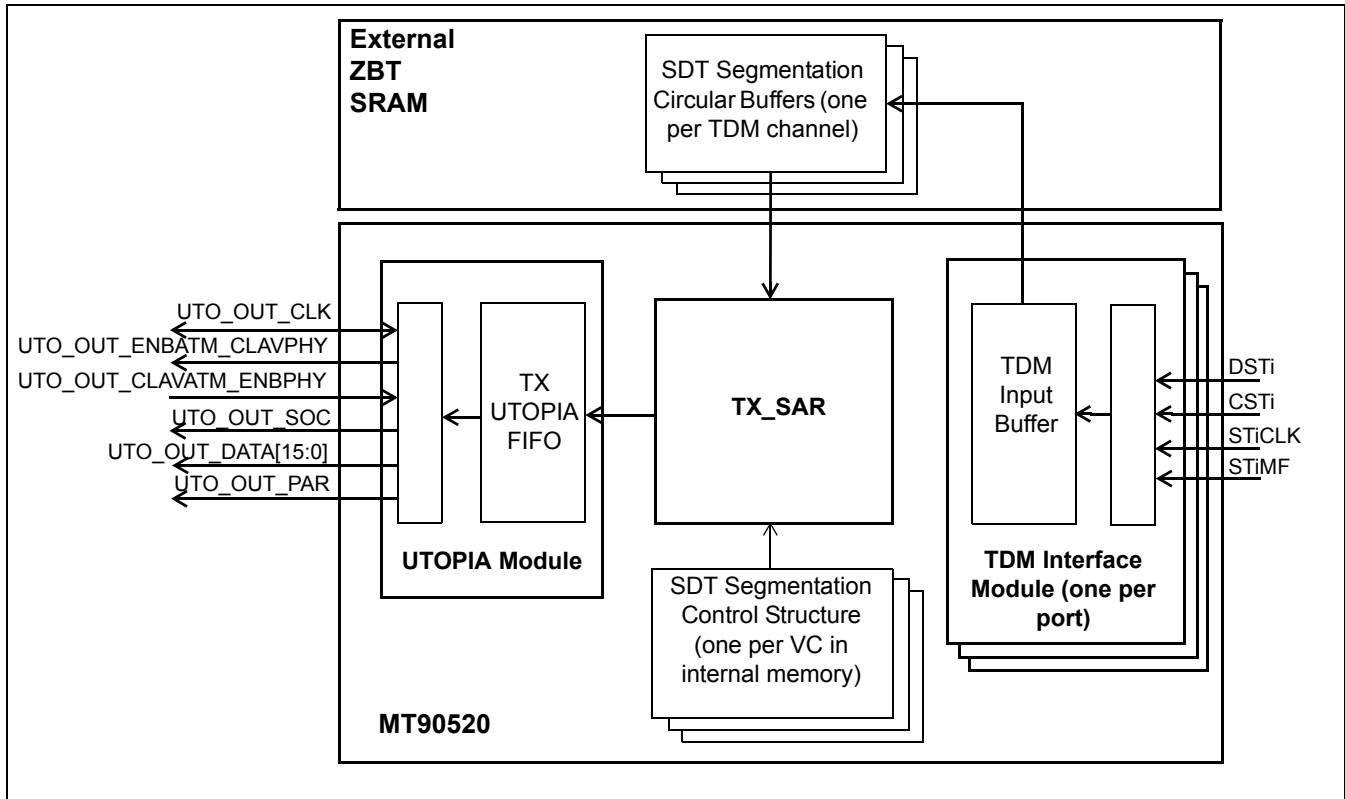 External
ZBT
SRAM
SDT Segmentation
Circular Buffers (one
per TDM channel)
UTO_OUT_CLK
UTO_OUT_ENBATM_CLAVPHY
UTO_OUT_CLAVATM_ENBPHY
UTO_OUT_SOC
UTO_OUT_DATA[15:0]
UTO_OUT_PAR
TX
UTOPIA
FIFO
UTOPIA Module
TX_SAR
SDT Segmentation
Control Structure
(one per VC in
internal memory)
TDM
Input
Buffer
TDM Interface
Module (one per
port)
DSTi
CSTi
STiCLK
STiMF
MT90520